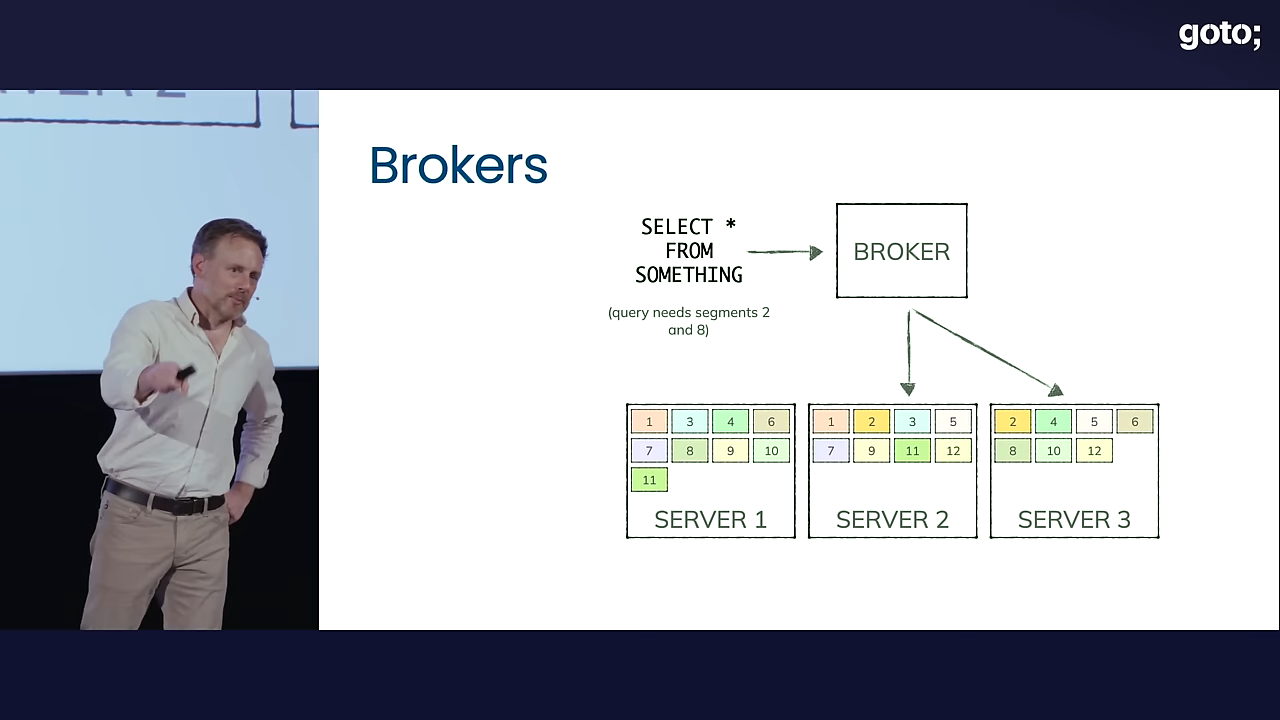 goto;
VER 2
Brokers
SELECT *
FROM
SOMETHING
(query needs segments 2
and 8)
BROKER
1 3 4 6
7 8 9 10
11
SERVER 1
1 2 3 5
7 9 11 12
SERVER 2
2 4 5 6
8 10 12
SERVER 3